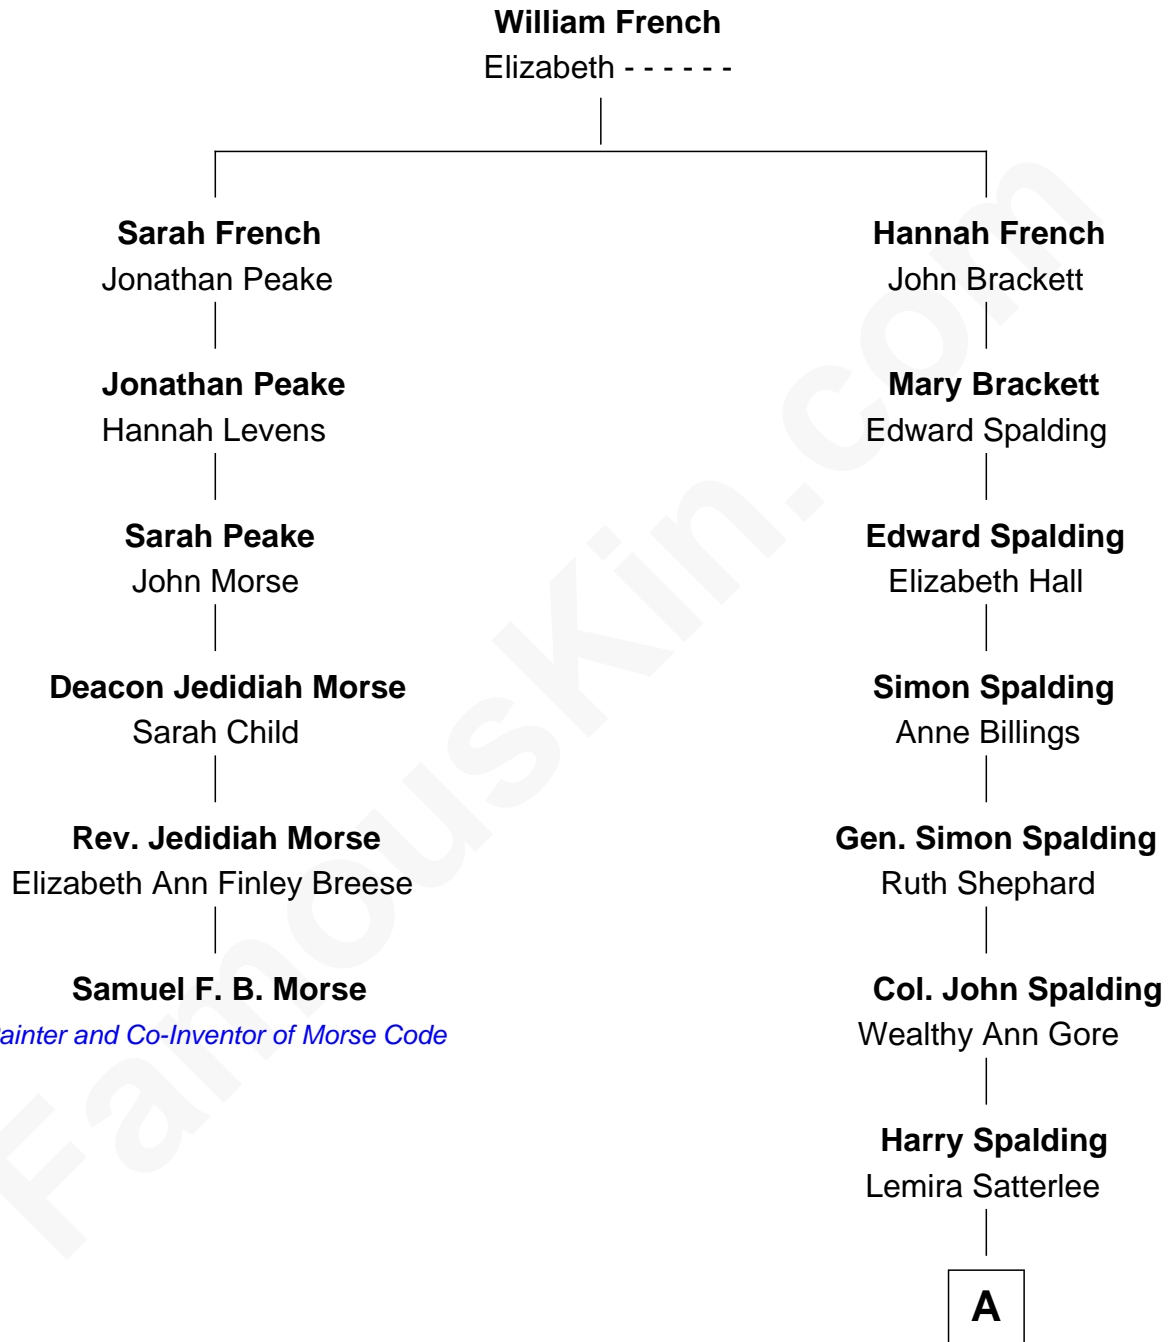 William French
Elizabeth - - - - - -
Sarah French
Jonathan Peake
Hannah French
John Brackett
Jonathan Peake
Hannah Levens
Mary Brackett
Edward Spalding
Sarah Peake
John Morse
Edward Spalding
Elizabeth Hall
Deacon Jedidiah Morse
Sarah Child
Simon Spalding
Anne Billings
Rev. Jedidiah Morse
Elizabeth Ann Finley Breese
Gen. Simon Spalding
Ruth Shephard
Samuel F. B. Morse
ainter and Co-Inventor of Morse Code
Col. John Spalding
Wealthy Ann Gore
Harry Spalding
Lemira Satterlee
A
FamousKin.com